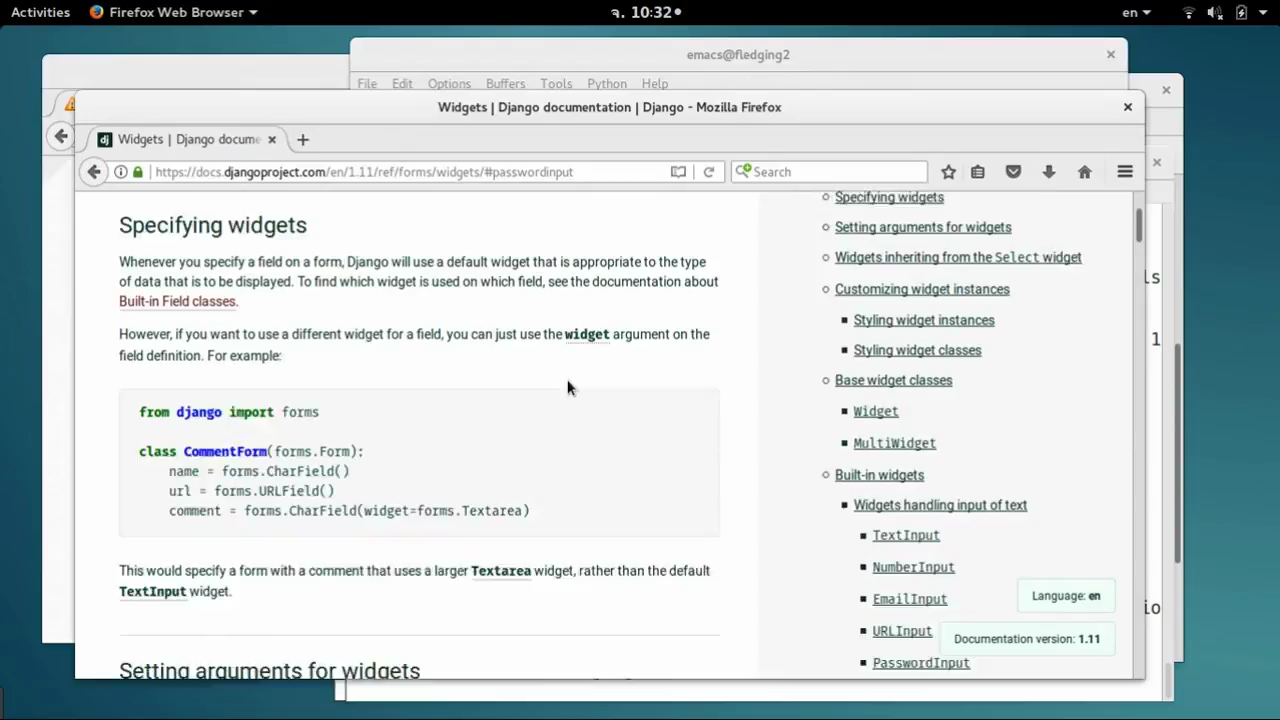 Activities Firefox Web Browser จ. 10:32 en
emacs@fledging2
File Edit Options Buffers Tools Python Help
Widgets | Django documentation | Django - Mozilla Firefox
Widgets | Django docume
https://docs.djangoproject.com/en/1.11/ref/forms/widgets/#passwordinput Search
Specifying widgets
Whenever you specify a field on a form, Django will use a default widget that is appropriate to the type
of data that is to be displayed. To find which widget is used on which field, see the documentation about
Built-in Field classes.
However, if you want to use a different widget for a field, you can just use the widget argument on the
field definition. For example:
from django import forms
class CommentForm(forms.Form):
name = forms.CharField()
url = forms.URLField()
comment = forms.CharField(widget=forms.Textarea)
This would specify a form with a comment that uses a larger Textarea widget, rather than the default
TextInput widget.
Setting arguments for widgets
Specifying widgets
Setting arguments for widgets
Widgets inheriting from the Select widget
Customizing widget instances
Styling widget instances
Styling widget classes
Base widget classes
Widget
MultiWidget
Built-in widgets
Widgets handling input of text
TextInput
NumberInput
EmailInput
URLInput
PasswordInput
Language: en
Documentation version: 1.11
ls
1
io